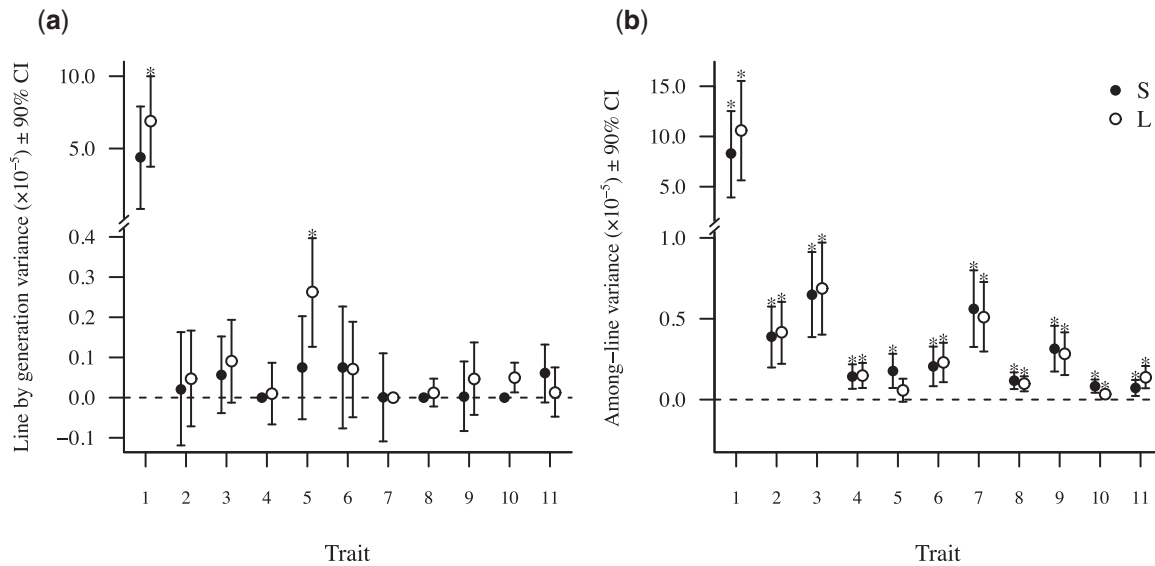 (a)
Line by generation variance (×10⁻⁵) ± 90% CI
10.0
5.0
0.4
0.3
0.2
0.1
0.0
−0.1
*
*
1 2 3 4 5 6 7 8 9 10 11
Trait
(b)
Among−line variance (×10⁻⁵) ± 90% CI
15.0
10.0
5.0
1.0
0.5
0.0
* *
* *
* *
* *
*
* *
* *
* *
* *
* *
* *
S
L
1 2 3 4 5 6 7 8 9 10 11
Trait